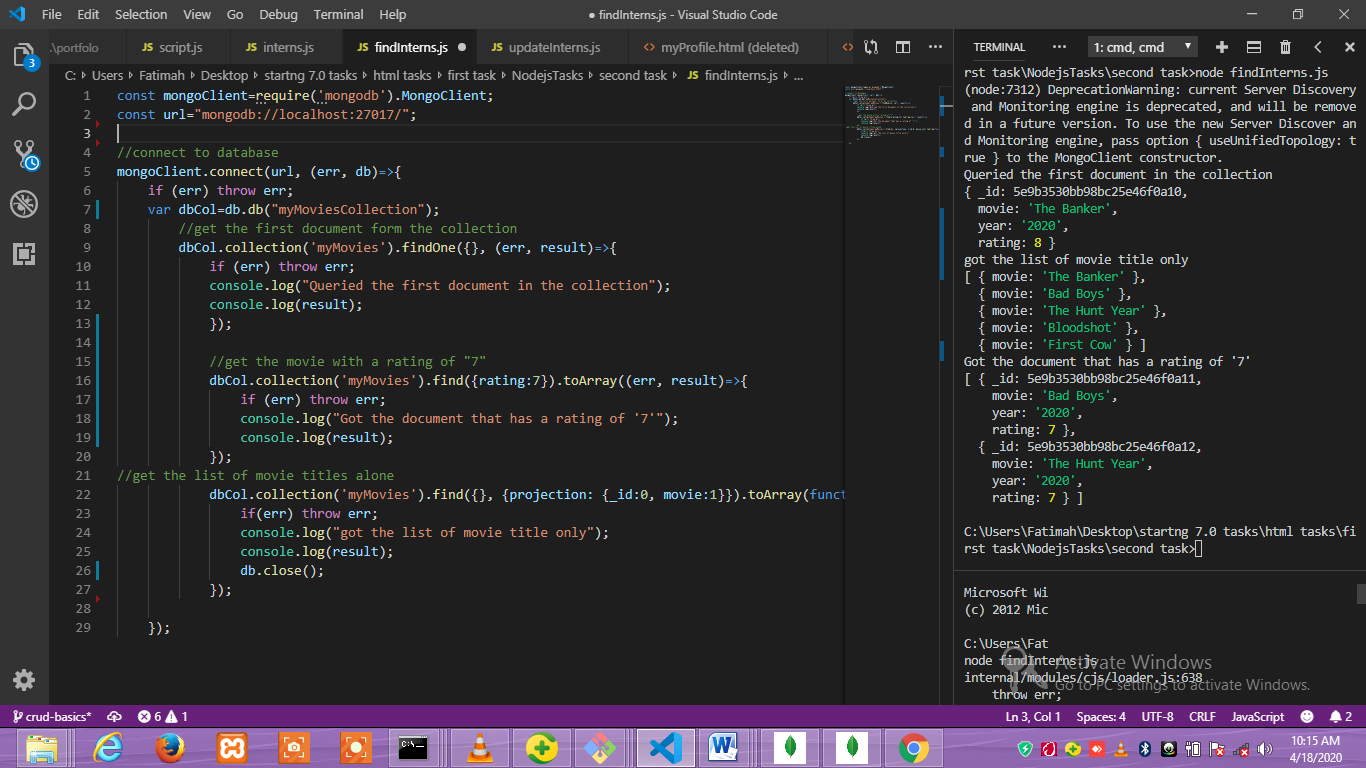 File Edit Selection View Go Debug Terminal Help
● findInterns.js - Visual Studio Code
.\portfolo
JS script.js
JS interns.js
JS findInterns.js ●
JS updateInterns.js
<> myProfile.html (deleted)
<>
C: > Users > Fatimah > Desktop > startng 7.0 tasks > html tasks > first task > NodejsTasks > second task > JS findInterns.js > ...
3
1 const mongoClient=require('mongodb').MongoClient;
2 const url="mongodb://localhost:27017/";
3
4 //connect to database
5 mongoClient.connect(url, (err, db)=>{
6 if (err) throw err;
7 var dbCol=db.db("myMoviesCollection");
8 //get the first document form the collection
9 dbCol.collection('myMovies').findOne({}, (err, result)=>{
10 if (err) throw err;
11 console.log("Queried the first document in the collection");
12 console.log(result);
13 });
14
15 //get the movie with a rating of "7"
16 dbCol.collection('myMovies').find({rating:7}).toArray((err, result)=>{
17 if (err) throw err;
18 console.log("Got the document that has a rating of '7'");
19 console.log(result);
20 });
21 //get the list of movie titles alone
22 dbCol.collection('myMovies').find({}, {projection: {_id:0, movie:1}}).toArray(funct
23 if(err) throw err;
24 console.log("got the list of movie title only");
25 console.log(result);
26 db.close();
27 });
28
29 });
TERMINAL ... 1: cmd, cmd
rst task\NodejsTasks\second task>node findInterns.js
(node:7312) DeprecationWarning: current Server Discovery
and Monitoring engine is deprecated, and will be remove
d in a future version. To use the new Server Discover an
d Monitoring engine, pass option { useUnifiedTopology: t
rue } to the MongoClient constructor.
Queried the first document in the collection
{ _id: 5e9b3530bb98bc25e46f0a10,
movie: 'The Banker',
year: '2020',
rating: 8 }
got the list of movie title only
[ { movie: 'The Banker' },
{ movie: 'Bad Boys' },
{ movie: 'The Hunt Year' },
{ movie: 'Bloodshot' },
{ movie: 'First Cow' } ]
Got the document that has a rating of '7'
[ { _id: 5e9b3530bb98bc25e46f0a11,
movie: 'Bad Boys',
year: '2020',
rating: 7 },
{ _id: 5e9b3530bb98bc25e46f0a12,
movie: 'The Hunt Year',
year: '2020',
rating: 7 } ]
C:\Users\Fatimah\Desktop\startng 7.0 tasks\html tasks\fi
rst task\NodejsTasks\second task>
Microsoft Wi
(c) 2012 Mic
C:\Users\Fat
node findInterns.js
internal/modules/cjs/loader.js:638
throw err;
Activate Windows
Go to PC settings to activate Windows.
crud-basics* 6 1
Ln 3, Col 1 Spaces: 4 UTF-8 CRLF JavaScript 2
10:15 AM
4/18/2020